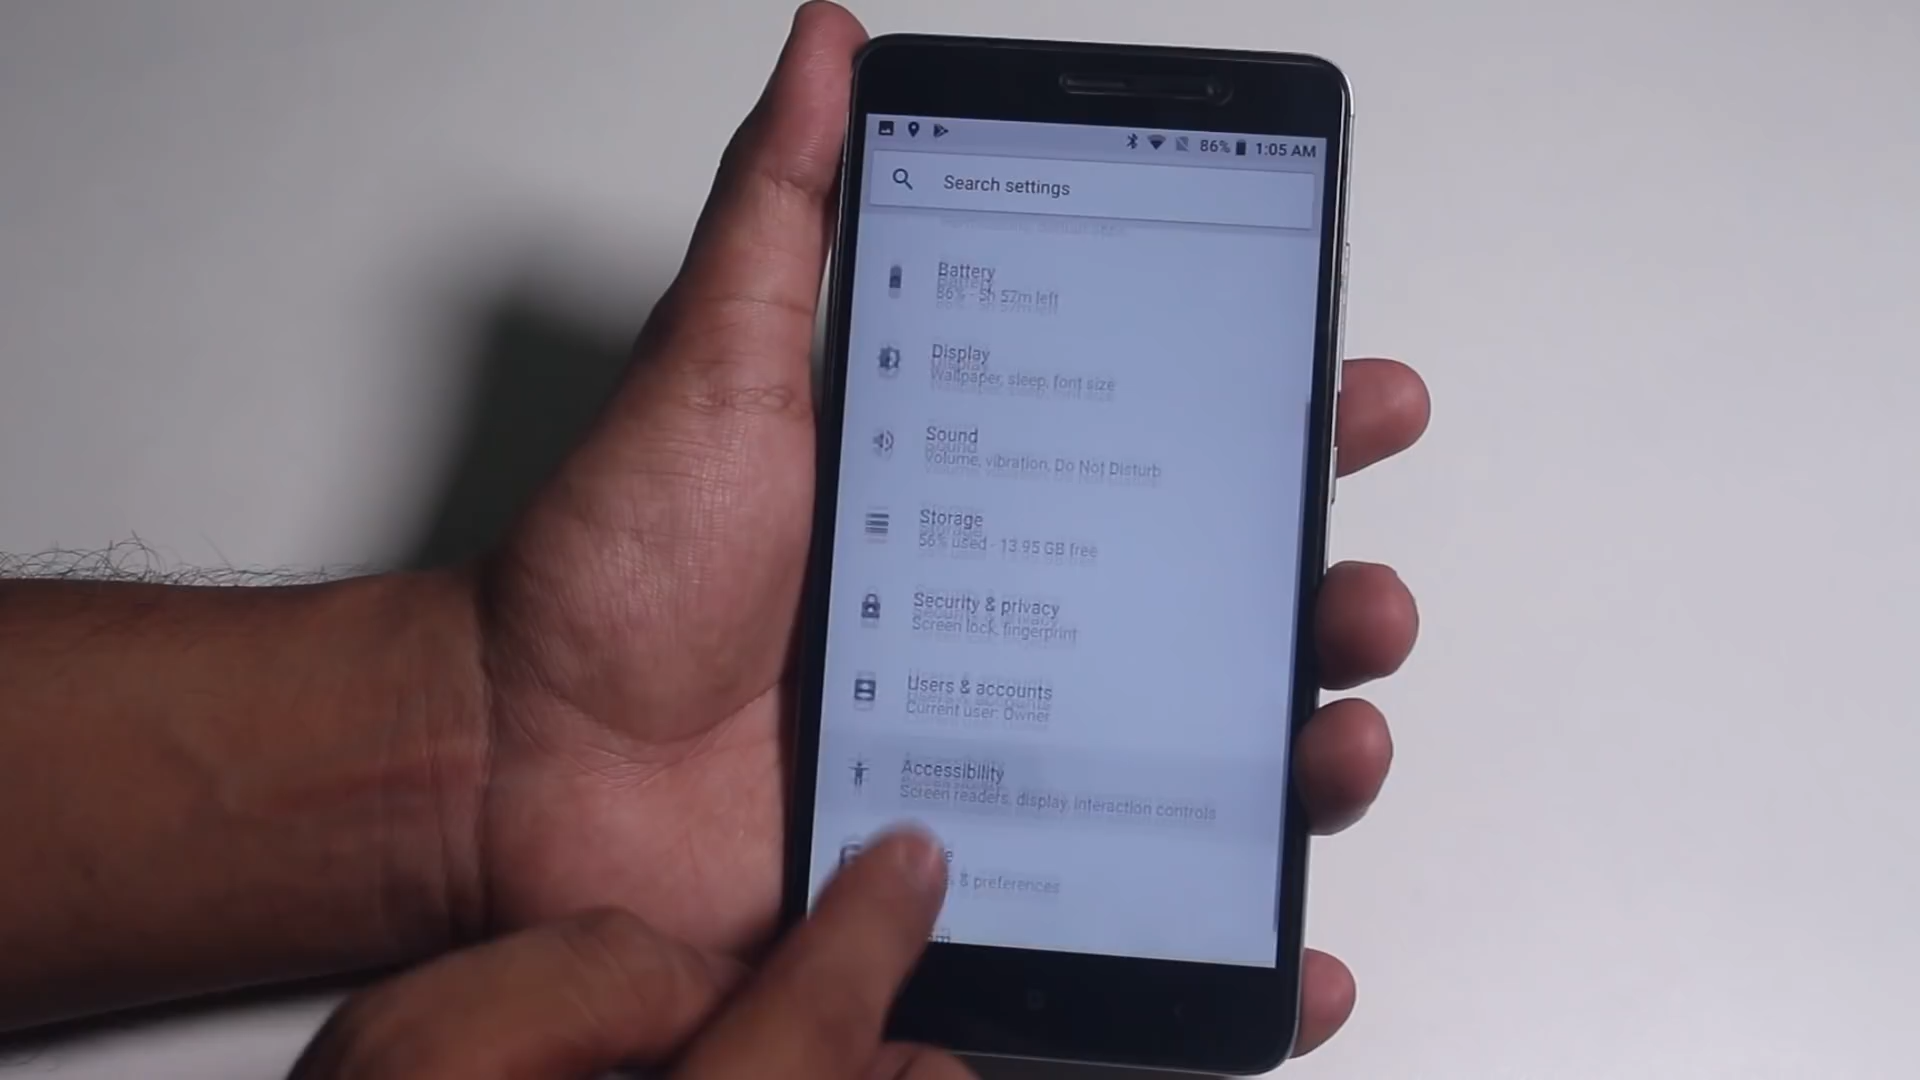 86% 1:05 AM
Search settings
Battery
86% - 5h 57m left
Display
Wallpaper, sleep, font size
Sound
Volume, vibration, Do Not Disturb
Storage
56% used - 13.95 GB free
Security & privacy
Screen lock, fingerprint
Users & accounts
Current user: Owner
Accessibility
Screen readers, display, interaction controls
& preferences